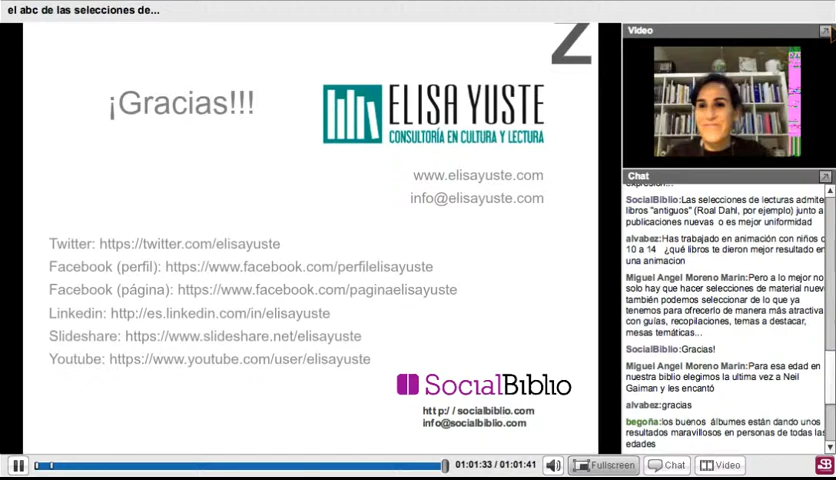 el abc de las selecciones de...
Z
¡Gracias!!!
ELISA YUSTE
CONSULTORÍA EN CULTURA Y LECTURA
www.elisayuste.com
info@elisayuste.com
Twitter: https://twitter.com/elisayuste
Facebook (perfil): https://www.facebook.com/perfilelisayuste
Facebook (página): https://www.facebook.com/paginaelisayuste
Linkedin: http://es.linkedin.com/in/elisayuste
Slideshare: https://www.slideshare.net/elisayuste
Youtube: https://www.youtube.com/user/elisayuste
SocialBiblio
http:/ / socialbiblio.com
info@socialbiblio.com
Video
Chat
expresión...
SocialBiblio:Las selecciones de lecturas admite
libros "antiguos" (Roal Dahl, por ejemplo) junto a
publicaciones nuevas o es mejor uniformidad
alvabez:Has trabajado en animación con niños d
10 a 14 ¿qué libros te dieron mejor resultado en
una animacion
Miguel Angel Moreno Marin:Pero a lo mejor no
solo hay que hacer selecciones de material nuev
también podemos seleccionar de lo que ya
tenemos para ofrecerlo de manera más atractiva
con guías, recopilaciones, temas a destacar,
mesas temáticas...
SocialBiblio:Gracias!
Miguel Angel Moreno Marin:Para esa edad en
nuestra biblio elegimos la ultima vez a Neil
Gaiman y les encantó
alvabez:gracias
begoña:los buenos álbumes están dando unos
resultados maravillosos en personas de todas las
edades
01:01:33 / 01:01:41
Fullscreen
Chat
Video
SB